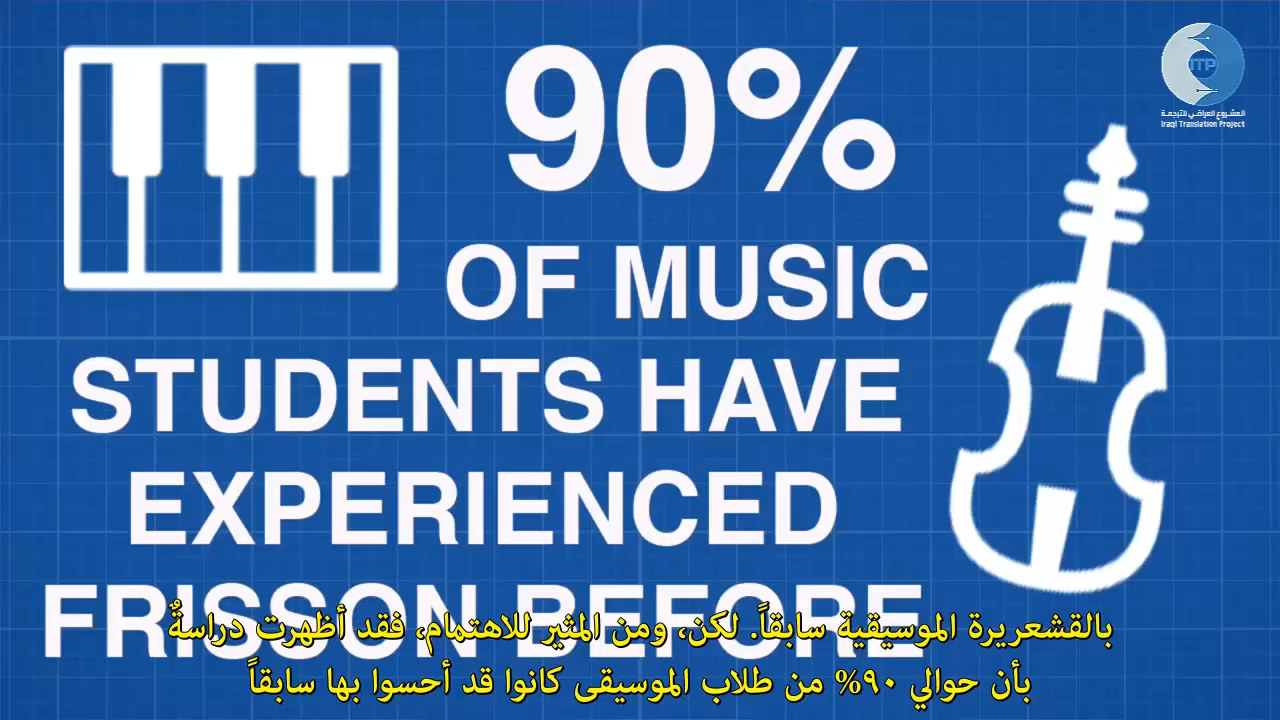 90%
OF MUSIC
STUDENTS HAVE
EXPERIENCED
FRISSON BEFORE
ITP
المشروع العراقي للترجمة
Iraqi Translation Project
بالقشعريرة الموسيقية سابقاً. لكن، ومن المثير للاهتمام، فقد أظهرت دراسةٌ
بأن حوالي ٩٠% من طلاب الموسيقى كانوا قد أحسوا بها سابقاً